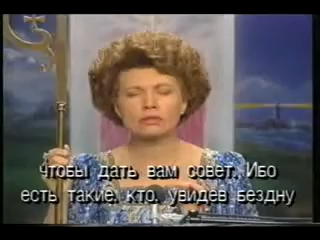 чтобы дать вам совет. Ибо
есть такие, кто, увидев бездну